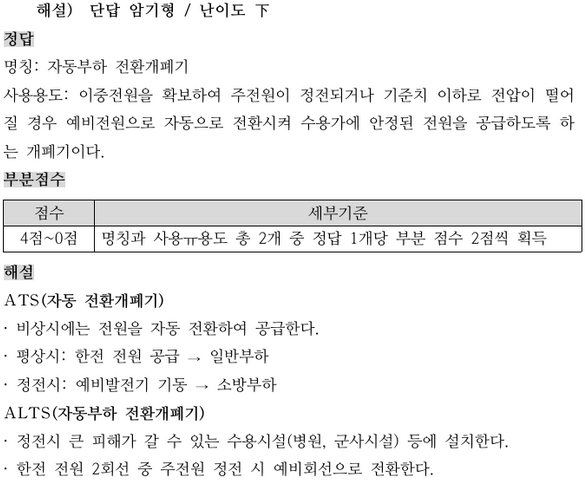 해설) 단답 암기형 / 난이도 下
정답
명칭: 자동부하 전환개폐기
사용용도: 이중전원을 확보하여 주전원이 정전되거나 기준치 이하로 전압이 떨어
질 경우 예비전원으로 자동으로 전환시켜 수용가에 안정된 전원을 공급하도록 하
는 개폐기이다.
부분점수
점수 세부기준
4점~0점 명칭과 사용ㅠ용도 총 2개 중 정답 1개당 부분 점수 2점씩 획득
해설
ATS(자동 전환개폐기)
· 비상시에는 전원을 자동 전환하여 공급한다.
· 평상시: 한전 전원 공급 → 일반부하
· 정전시: 예비발전기 기동 → 소방부하
ALTS(자동부하 전환개폐기)
· 정전시 큰 피해가 갈 수 있는 수용시설(병원, 군사시설) 등에 설치한다.
· 한전 전원 2회선 중 주전원 정전 시 예비회선으로 전환한다.